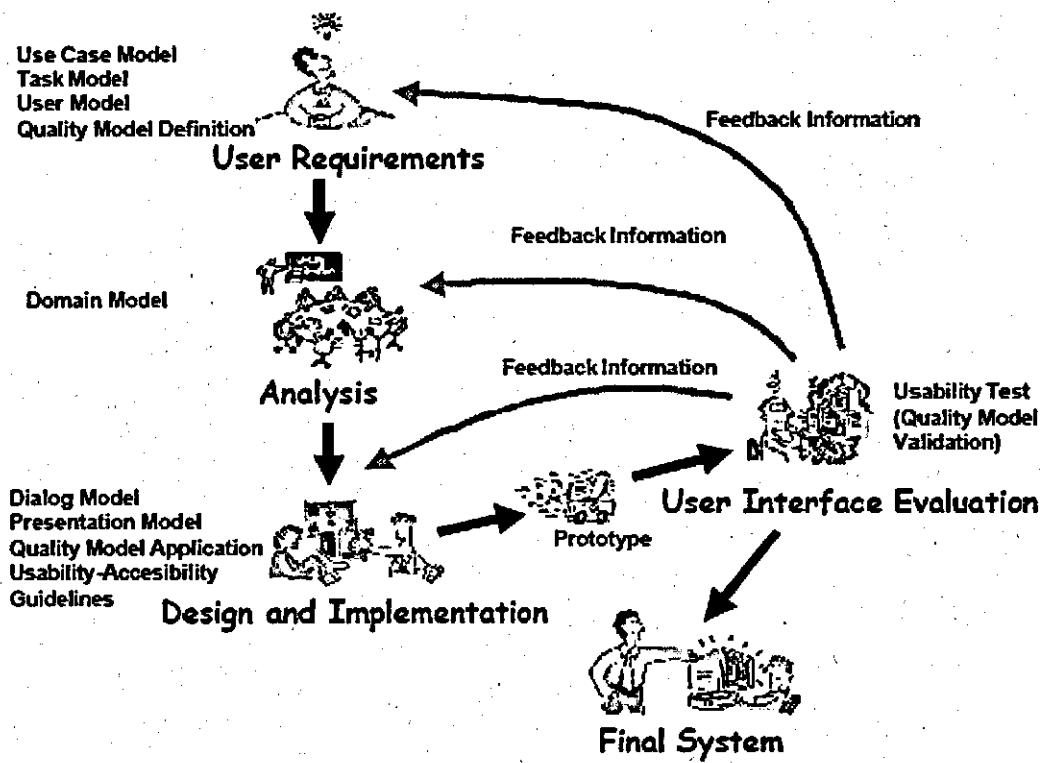 Use Case Model
Task Model
User Model
Quality Model Definition
User Requirements
Feedback Information
Feedback Information
Domain Model
Analysis
Feedback Information
Usability Test
(Quality Model
Validation)
User Interface Evaluation
Dialog Model
Presentation Model
Quality Model Application
Usability-Accesibility
Guidelines
Prototype
Design and Implementation
Final System